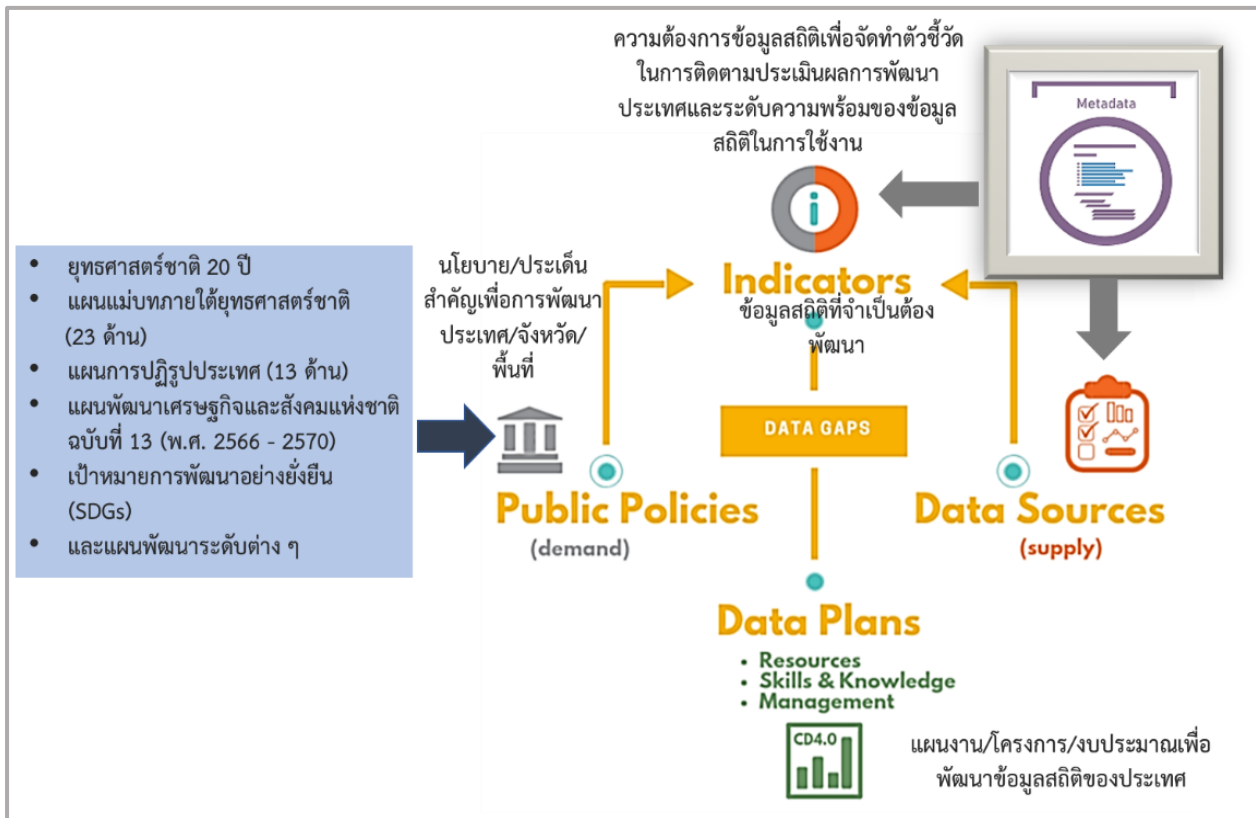 ความต้องการข้อมูลสถิติเพื่อจัดทำตัวชี้วัด
ในการติดตามประเมินผลการพัฒนา
ประเทศและระดับความพร้อมของข้อมูล
สถิติในการใช้งาน
Metadata
• ยุทธศาสตร์ชาติ 20 ปี
• แผนแม่บทภายใต้ยุทธศาสตร์ชาติ
(23 ด้าน)
• แผนการปฏิรูปประเทศ (13 ด้าน)
• แผนพัฒนาเศรษฐกิจและสังคมแห่งชาติ
ฉบับที่ 13 (พ.ศ. 2566 - 2570)
• เป้าหมายการพัฒนาอย่างยั่งยืน
(SDGs)
• และแผนพัฒนาระดับต่าง ๆ
นโยบาย/ประเด็น
สำคัญเพื่อการพัฒนา
ประเทศ/จังหวัด/
พื้นที่
Indicators
ข้อมูลสถิติที่จำเป็นต้อง
พัฒนา
DATA GAPS
Public Policies
(demand)
Data Sources
(supply)
Data Plans
• Resources
• Skills & Knowledge
• Management
CD4.0
แผนงาน/โครงการ/งบประมาณเพื่อ
พัฒนาข้อมูลสถิติของประเทศ